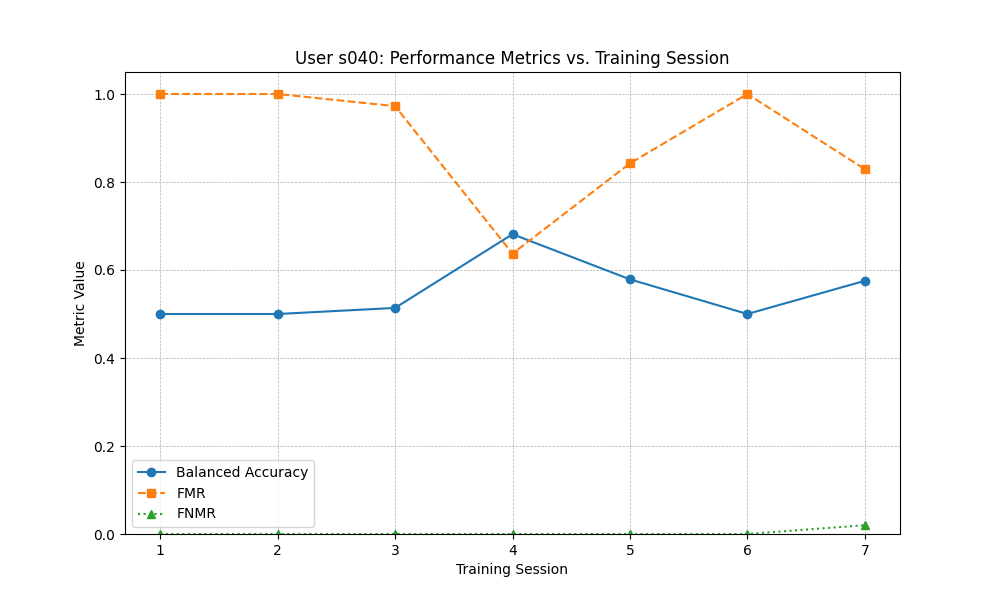 User s040: Performance Metrics vs. Training Session
1.0
0.8
0.6
0.4
0.2
0.0
Metric Value
Balanced Accuracy
FMR
FNMR
1 2 3 4 5 6 7
Training Session